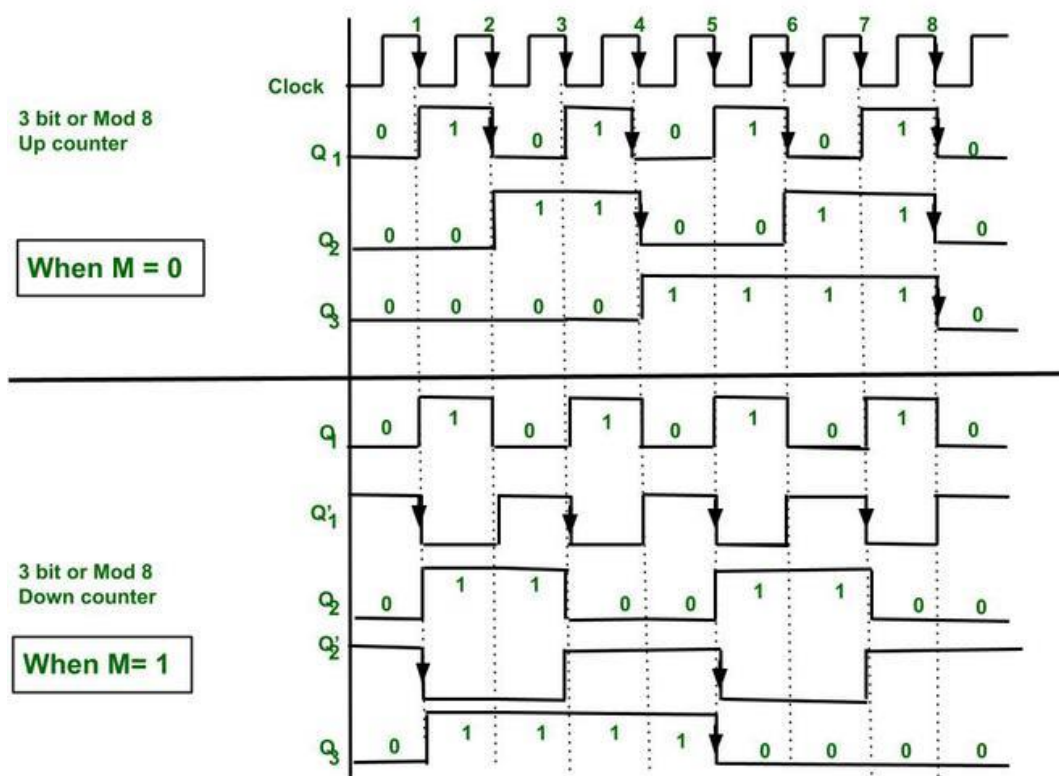 1 2 3 4 5 6 7 8
Clock
3 bit or Mod 8
Up counter
0 1 0 1 0 1 0 1 0
Q1
0 0 1 1 0 0 1 1 0
Q2
When M = 0
0 0 0 0 1 1 1 1 0
Q3
Q1 0 1 0 1 0 1 0 1 0
Q'1
3 bit or Mod 8
Down counter
Q2 0 1 1 0 0 1 1 0 0
Q'2
When M= 1
Q3 0 1 1 1 1 0 0 0 0